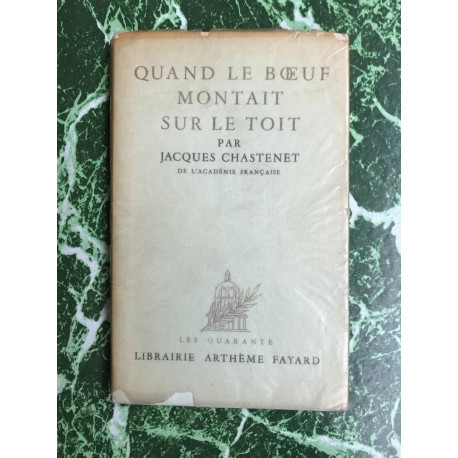 QUAND LE BŒUF
MONTAIT
SUR LE TOIT
PAR
JACQUES CHASTENET
DE L'ACADÉMIE FRANÇAISE
LES QUARANTE
LIBRAIRIE ARTHÈME FAYARD